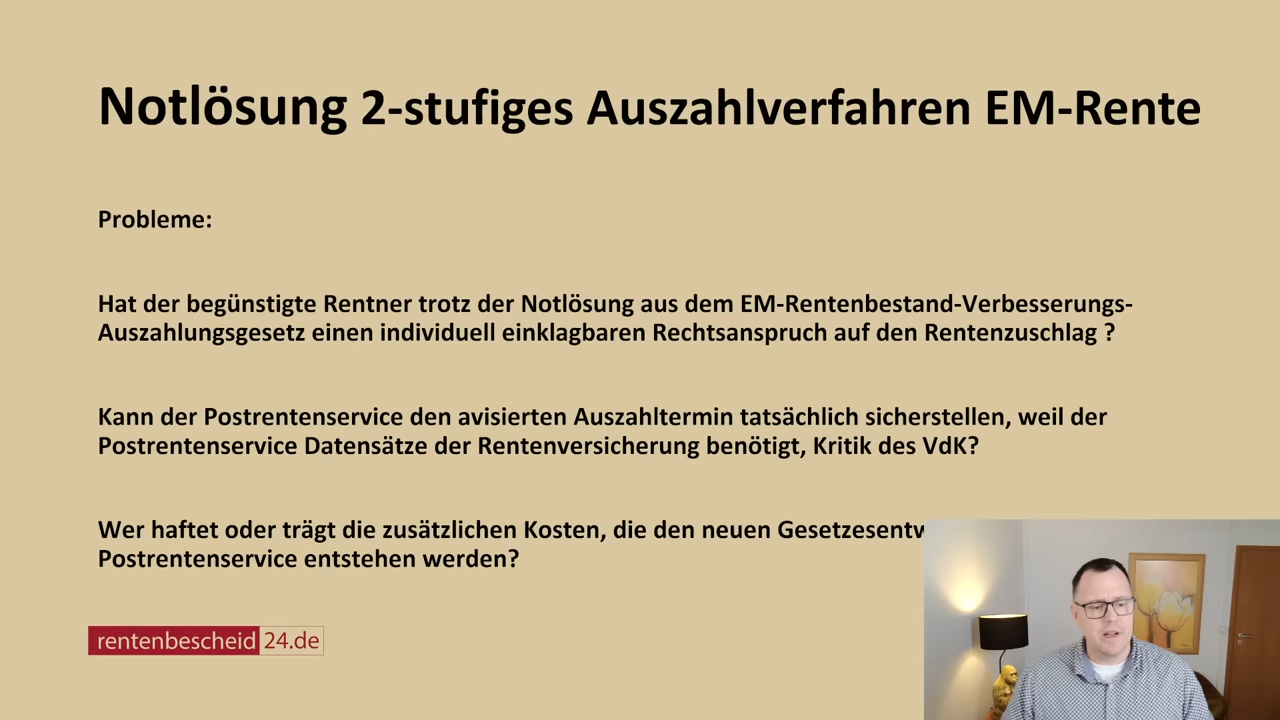 Notlösung 2-stufiges Auszahlverfahren EM-Rente
Probleme:
Hat der begünstigte Rentner trotz der Notlösung aus dem EM-Rentenbestand-Verbesserungs-
Auszahlungsgesetz einen individuell einklagbaren Rechtsanspruch auf den Rentenzuschlag ?
Kann der Postrentenservice den avisierten Auszahltermin tatsächlich sicherstellen, weil der
Postrentenservice Datensätze der Rentenversicherung benötigt, Kritik des VdK?
Wer haftet oder trägt die zusätzlichen Kosten, die den neuen
Postrentenservice entstehen werden?
rentenbescheid 24.de